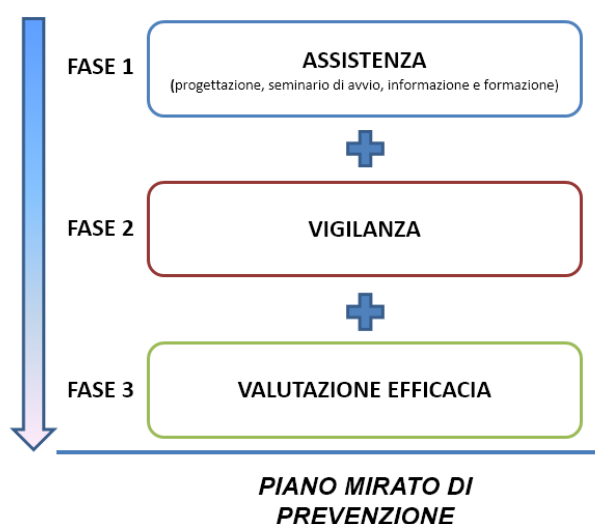 FASE 1
ASSISTENZA
(progettazione, seminario di avvio, informazione e formazione)
FASE 2
VIGILANZA
FASE 3
VALUTAZIONE EFFICACIA
PIANO MIRATO DI
PREVENZIONE